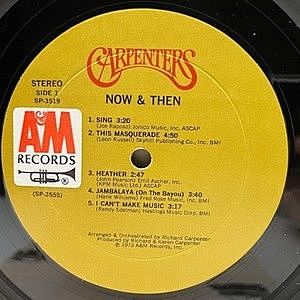 CARPENTERS
STEREO
SIDE 1
SP-3519
NOW & THEN
1. SING 3:20
(Joe Raposo) Jonico Music, Inc. ASCAP
2. THIS MASQUERADE 4:50
(Leon Russell) Skyhill Publishing Co., Inc. BMI
A&M
RECORDS
(SP-3555)
3. HEATHER 2:47
(John Pearson) Emil Ascher, Inc.
(KPM Music Ltd.) ASCAP
4. JAMBALAYA (On The Bayou) 3:40
(Hank Williams) Fred Rose Music, Inc. BMI
5. I CAN'T MAKE MUSIC 3:17
(Randy Edelman) Hastings Music Corp. BMI
Arranged & Orchestrated by Richard Carpenter
Produced by Richard & Karen Carpenter
℗ 1973 A&M Records, Inc.